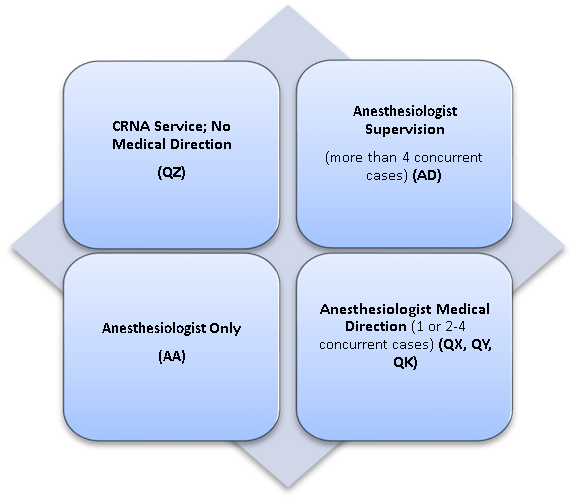 CRNA Service; No
Medical Direction
(QZ)
Anesthesiologist
Supervision
(more than 4 concurrent
cases) (AD)
Anesthesiologist Only
(AA)
Anesthesiologist Medical
Direction (1 or 2-4
concurrent cases) (QX, QY,
QK)